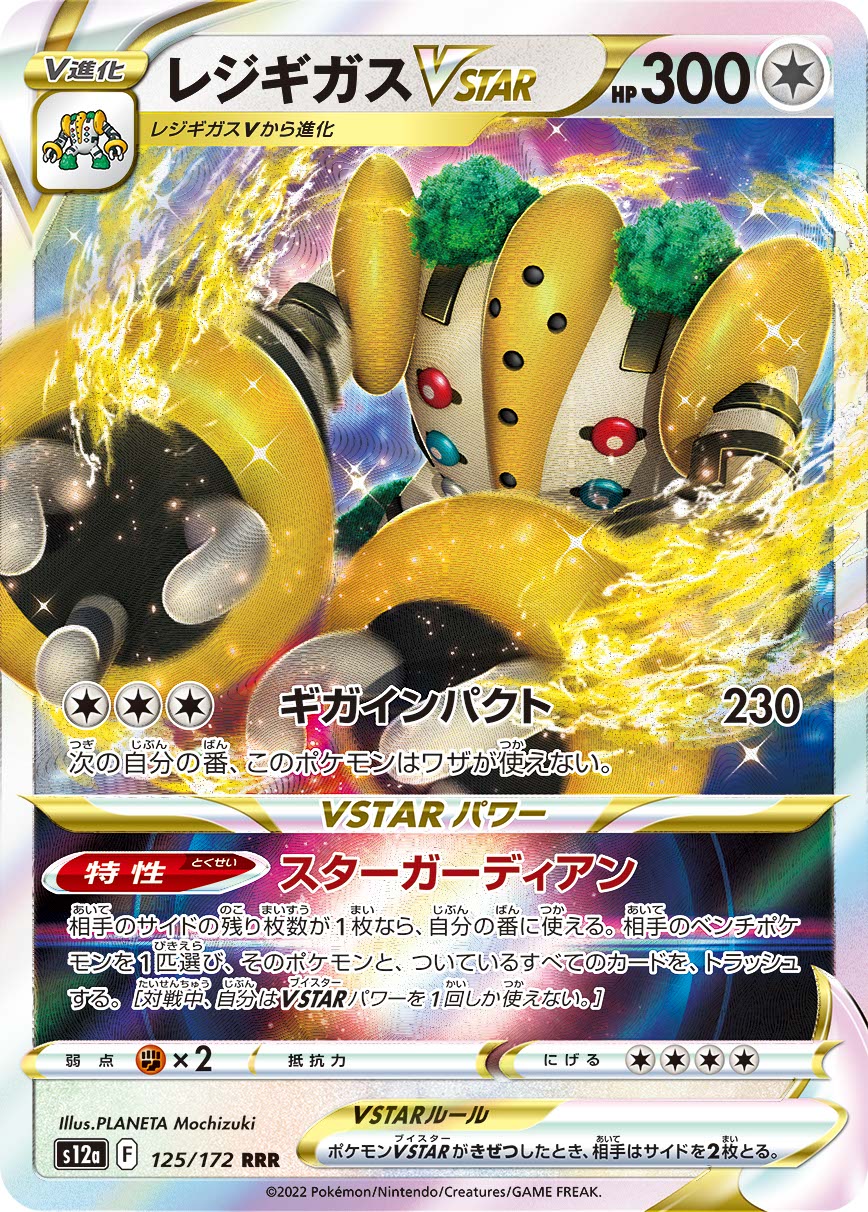 V進化
レジギガスVSTAR
HP 300
レジギガスVから進化
ギガインパクト 230
次の自分の番、このポケモンはワザが使えない。
VSTARパワー
特性 とくせい スターガーディアン
相手のサイドの残り枚数が1枚なら、自分の番に使える。相手のベンチポケ
モンを1匹選び、そのポケモンと、ついているすべてのカードを、トラッシュ
する。［対戦中、自分はVSTARパワーを1回しか使えない。］
弱点 ×2 抵抗力 にげる
Illus.PLANETA Mochizuki
VSTARルール
ポケモンVSTARがきぜつしたとき、相手はサイドを2枚とる。
s12a F 125/172 RRR
©2022 Pokémon/Nintendo/Creatures/GAME FREAK.